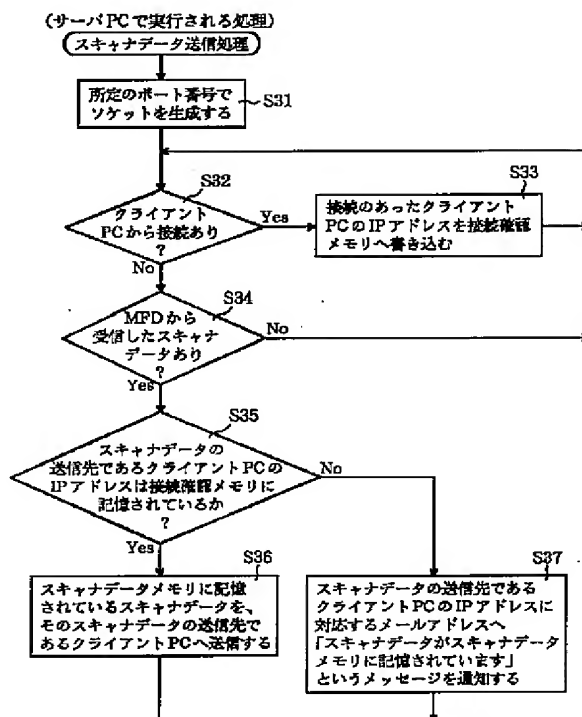 (サーバPCで実行される処理)
スキャナデータ送信処理
所定のポート番号で
ソケットを生成する
S31
S32
クライアント
PCから接続あり
?
Yes
No
S33
接続のあったクライアント
PCのIPアドレスを接続確認
メモリへ書き込む
S34
MFDから
受信したスキャナ
データあり
?
No
Yes
S35
スキャナデータの
送信先であるクライアントPCの
IPアドレスは接続確認メモリに
記憶されているか
?
No
Yes
S36
スキャナデータメモリに記憶
されているスキャナデータを、
そのスキャナデータの送信先で
あるクライアントPCへ送信する
S37
スキャナデータの送信先である
クライアントPCのIPアドレスに
対応するメールアドレスへ
「スキャナデータがスキャナデータ
メモリに記憶されています」
というメッセージを通知する